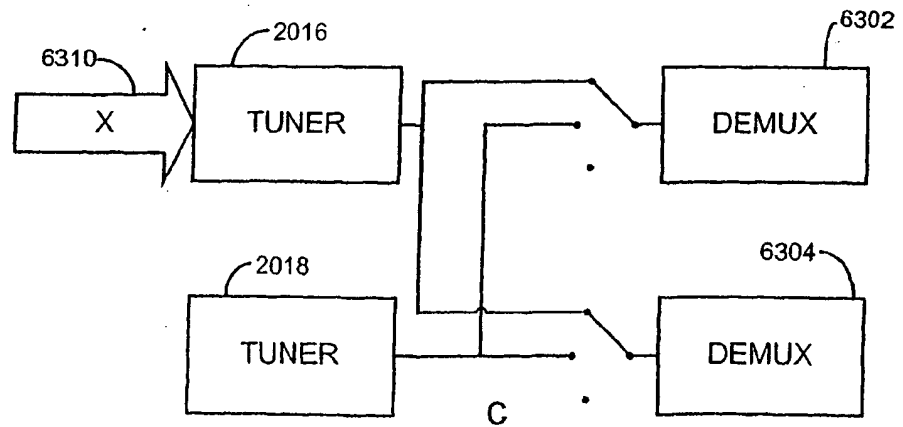 2016
6302
6310
X
TUNER
DEMUX
2018
6304
TUNER
DEMUX
C